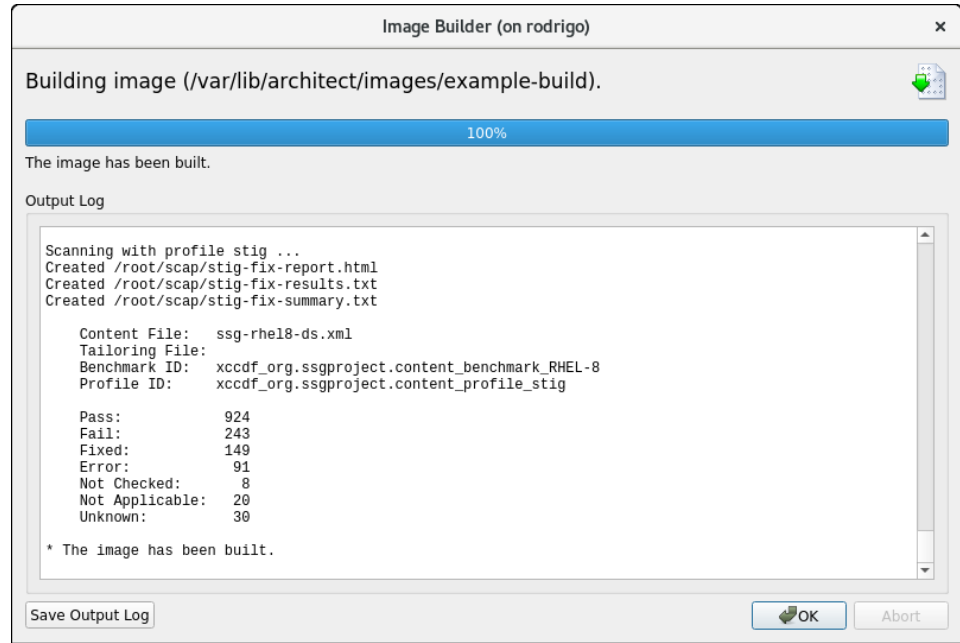 Image Builder (on rodrigo)
Building image (/var/lib/architect/images/example-build).
100%
The image has been built.
Output Log
Scanning with profile stig ...
Created /root/scap/stig-fix-report.html
Created /root/scap/stig-fix-results.txt
Created /root/scap/stig-fix-summary.txt
Content File: ssg-rhel8-ds.xml
Tailoring File:
Benchmark ID: xccdf_org.ssgproject.content_benchmark_RHEL-8
Profile ID: xccdf_org.ssgproject.content_profile_stig
Pass: 924
Fail: 243
Fixed: 149
Error: 91
Not Checked: 8
Not Applicable: 20
Unknown: 30
* The image has been built.
Save Output Log
OK
Abort